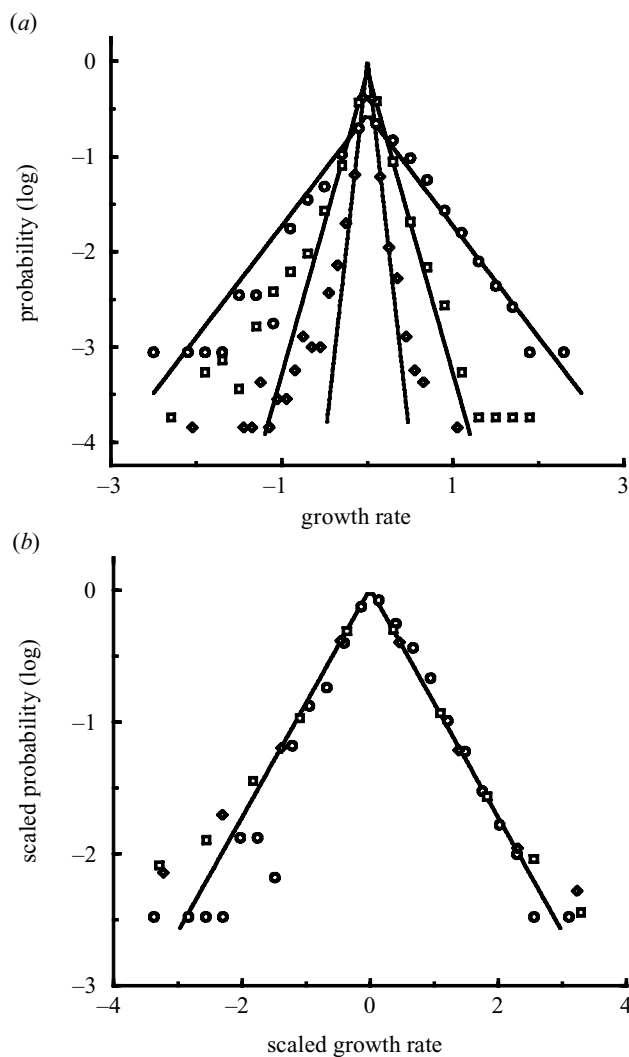 (a)
0
−1
−2
−3
−4
probability (log)
−3 −1 1 3
growth rate
(b)
0
−1
−2
−3
scaled probability (log)
−4 −2 0 2 4
scaled growth rate